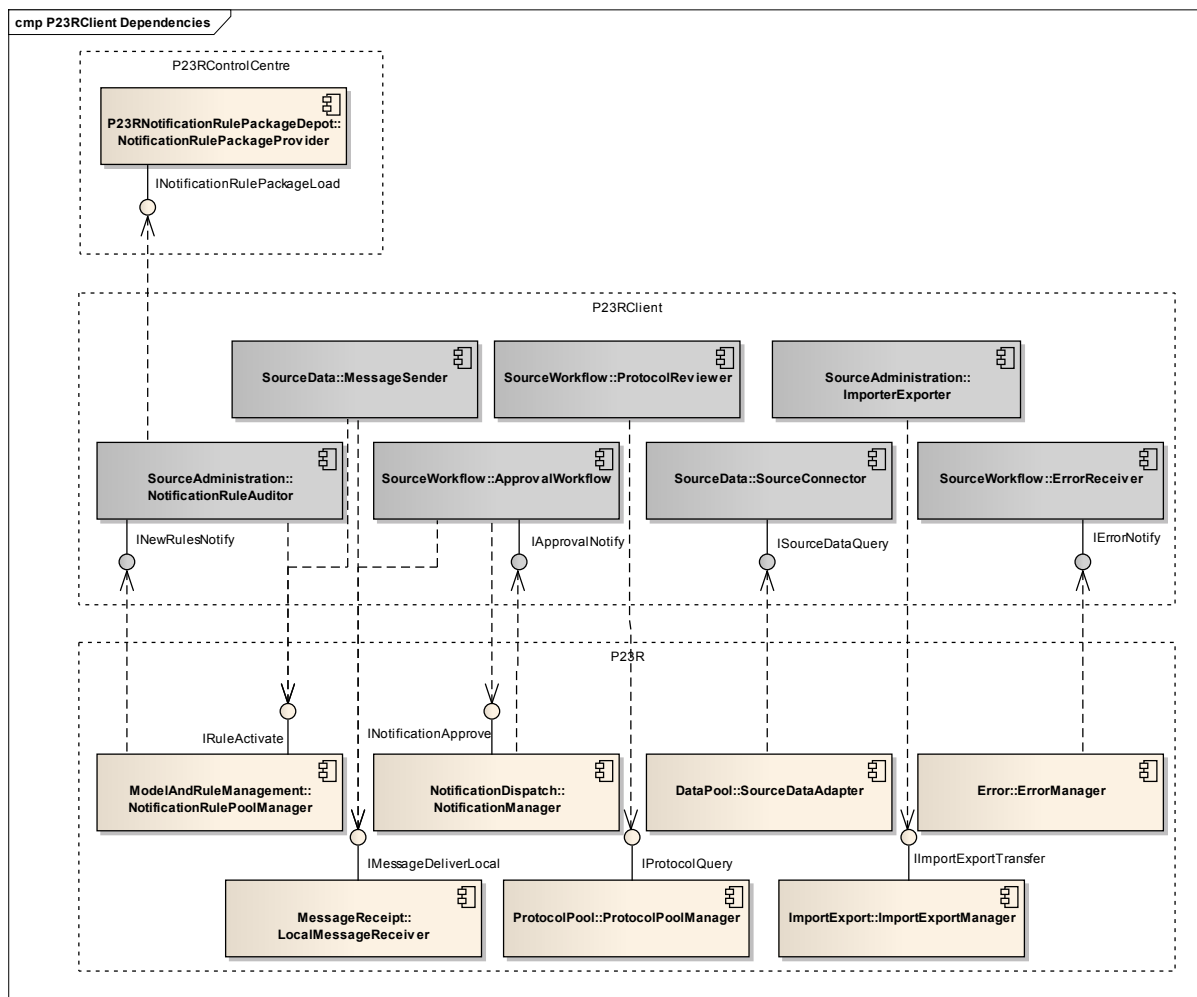 cmp P23RClient Dependencies
P23RControlCentre
P23RNotificationRulePackageDepot::
NotificationRulePackageProvider
INotificationRulePackageLoad
P23RClient
SourceData::MessageSender
SourceWorkflow::ProtocolReviewer
SourceAdministration::
ImporterExporter
SourceAdministration::
NotificationRuleAuditor
SourceWorkflow::ApprovalWorkflow
SourceData::SourceConnector
SourceWorkflow::ErrorReceiver
INewRulesNotify
IApprovalNotify
ISourceDataQuery
IErrorNotify
P23R
IRuleActivate
INotificationApprove
ModelAndRuleManagement::
NotificationRulePoolManager
NotificationDispatch::
NotificationManager
DataPool::SourceDataAdapter
Error::ErrorManager
IMessageDeliverLocal
IProtocolQuery
IImportExportTransfer
MessageReceipt::
LocalMessageReceiver
ProtocolPool::ProtocolPoolManager
ImportExport::ImportExportManager